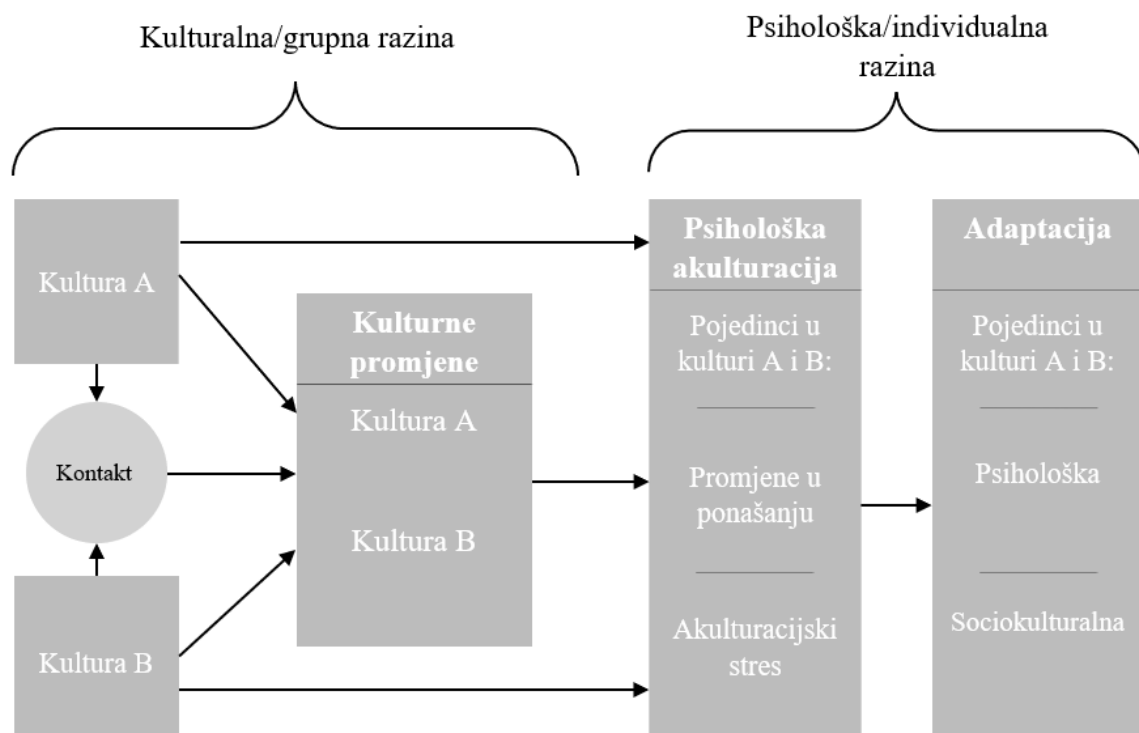 Kulturalna/grupna razina
Psihološka/individualna
razina
Kultura A
Kontakt
Kultura B
Kulturne
promjene
Kultura A
Kultura B
Psihološka
akulturacija
Pojedinci u
kulturi A i B:
Promjene u
ponašanju
Akulturacijski
stres
Adaptacija
Pojedinci u
kulturi A i B:
Psihološka
Sociokulturalna